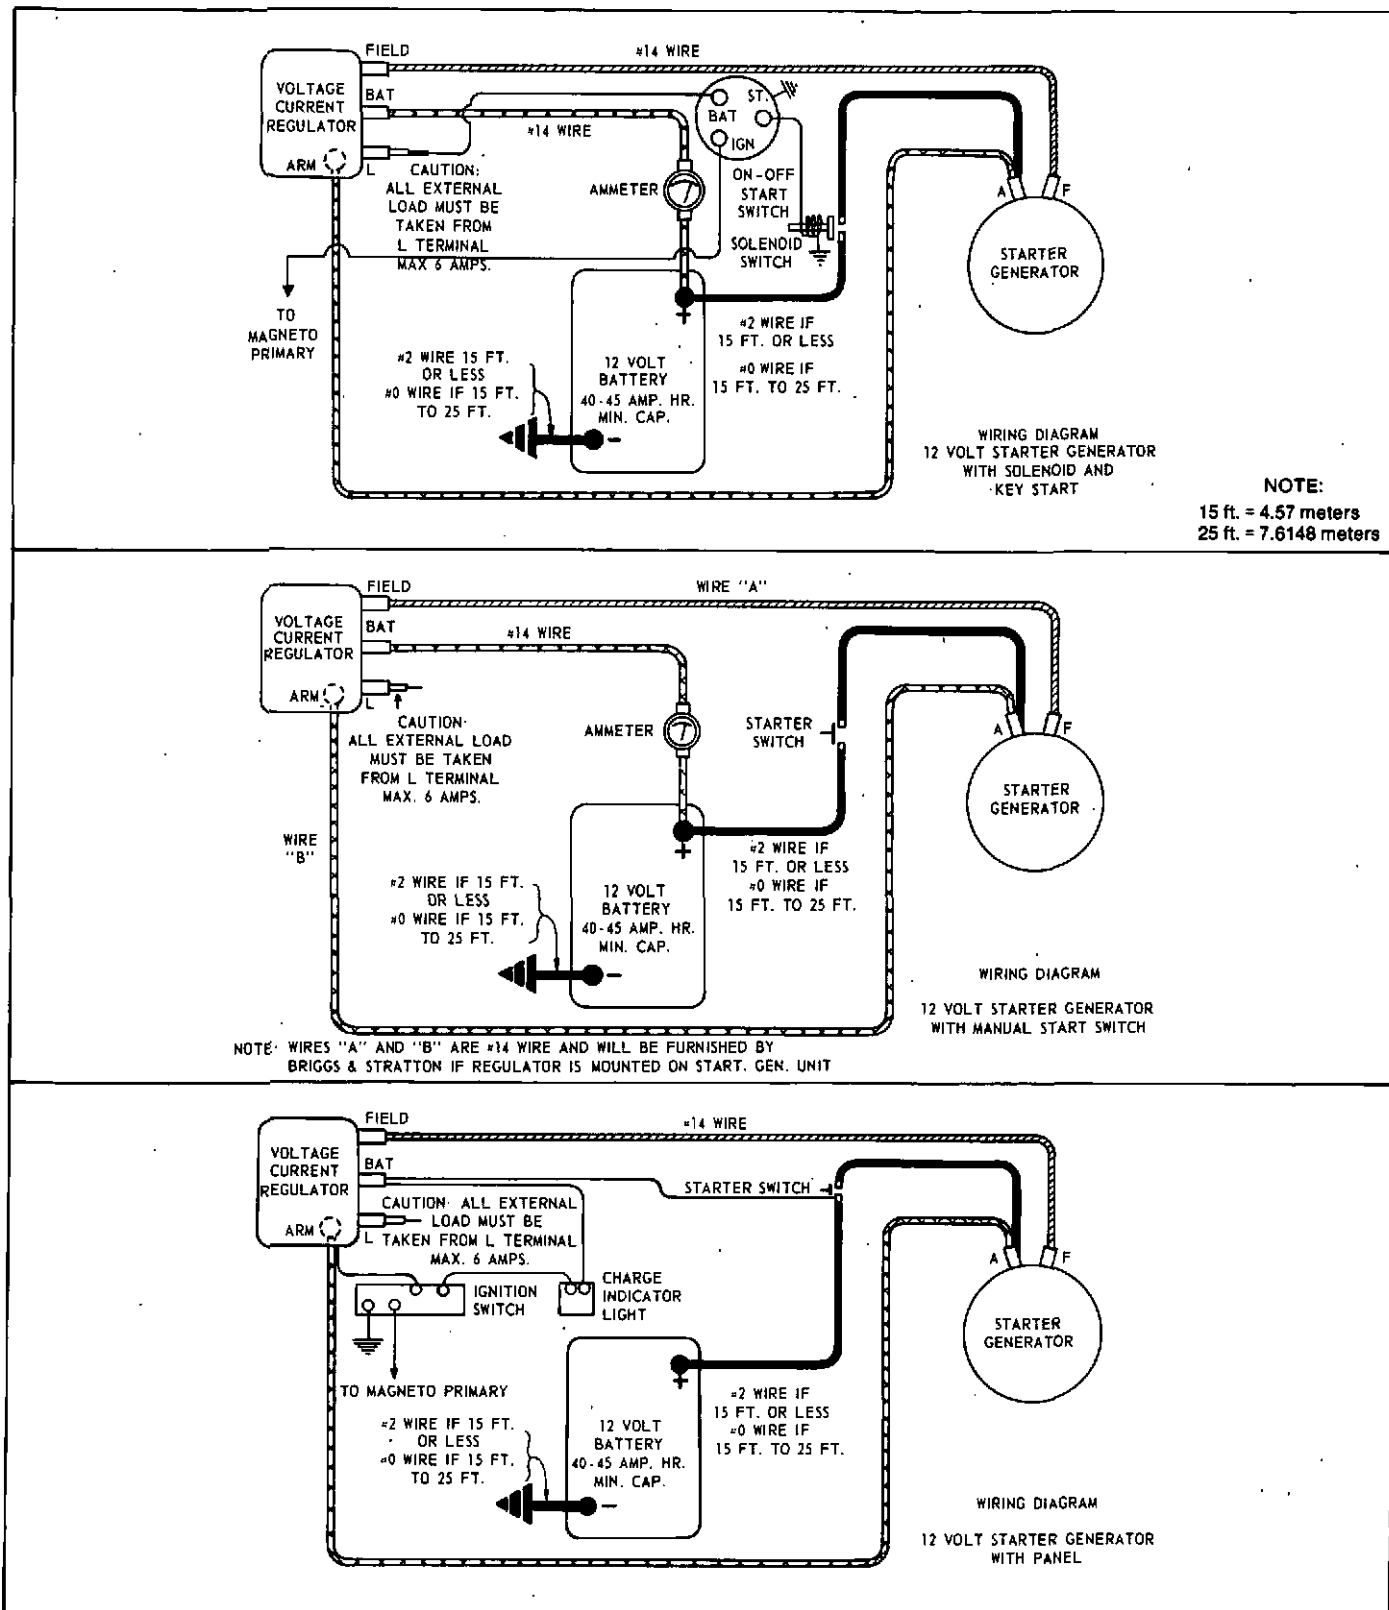 FIELD
#14 WIRE
VOLTAGE
CURRENT
REGULATOR
BAT
ARM
L
#14 WIRE
ST.
BAT
IGN
CAUTION:
ALL EXTERNAL
LOAD MUST BE
TAKEN FROM
L TERMINAL
MAX 6 AMPS.
AMMETER
ON-OFF
START
SWITCH
SOLENOID
SWITCH
A
F
STARTER
GENERATOR
TO
MAGNETO
PRIMARY
+
#2 WIRE IF
15 FT. OR LESS
#0 WIRE IF
15 FT. TO 25 FT.
#2 WIRE 15 FT.
OR LESS
#0 WIRE IF 15 FT.
TO 25 FT.
12 VOLT
BATTERY
40-45 AMP. HR.
MIN. CAP.
-
WIRING DIAGRAM
12 VOLT STARTER GENERATOR
WITH SOLENOID AND
KEY START
NOTE:
15 ft. = 4.57 meters
25 ft. = 7.6148 meters
FIELD
WIRE "A"
VOLTAGE
CURRENT
REGULATOR
BAT
#14 WIRE
ARM
L
CAUTION:
ALL EXTERNAL LOAD
MUST BE TAKEN
FROM L TERMINAL
MAX. 6 AMPS.
AMMETER
STARTER
SWITCH
A
F
STARTER
GENERATOR
WIRE
"B"
+
#2 WIRE IF
15 FT. OR LESS
#0 WIRE IF
15 FT. TO 25 FT.
#2 WIRE IF 15 FT.
OR LESS
#0 WIRE IF 15 FT.
TO 25 FT.
12 VOLT
BATTERY
40-45 AMP. HR.
MIN. CAP.
-
WIRING DIAGRAM
12 VOLT STARTER GENERATOR
WITH MANUAL START SWITCH
NOTE: WIRES "A" AND "B" ARE #14 WIRE AND WILL BE FURNISHED BY
BRIGGS & STRATTON IF REGULATOR IS MOUNTED ON START. GEN. UNIT
FIELD
#14 WIRE
VOLTAGE
CURRENT
REGULATOR
BAT
ARM
L
STARTER SWITCH
CAUTION: ALL EXTERNAL
LOAD MUST BE
TAKEN FROM L TERMINAL
MAX. 6 AMPS.
A
F
IGNITION
SWITCH
CHARGE
INDICATOR
LIGHT
STARTER
GENERATOR
TO MAGNETO PRIMARY
+
#2 WIRE IF
15 FT. OR LESS
#0 WIRE IF
15 FT. TO 25 FT.
#2 WIRE IF 15 FT.
OR LESS
#0 WIRE IF 15 FT.
TO 25 FT.
12 VOLT
BATTERY
40-45 AMP. HR.
MIN. CAP.
-
WIRING DIAGRAM
12 VOLT STARTER GENERATOR
WITH PANEL